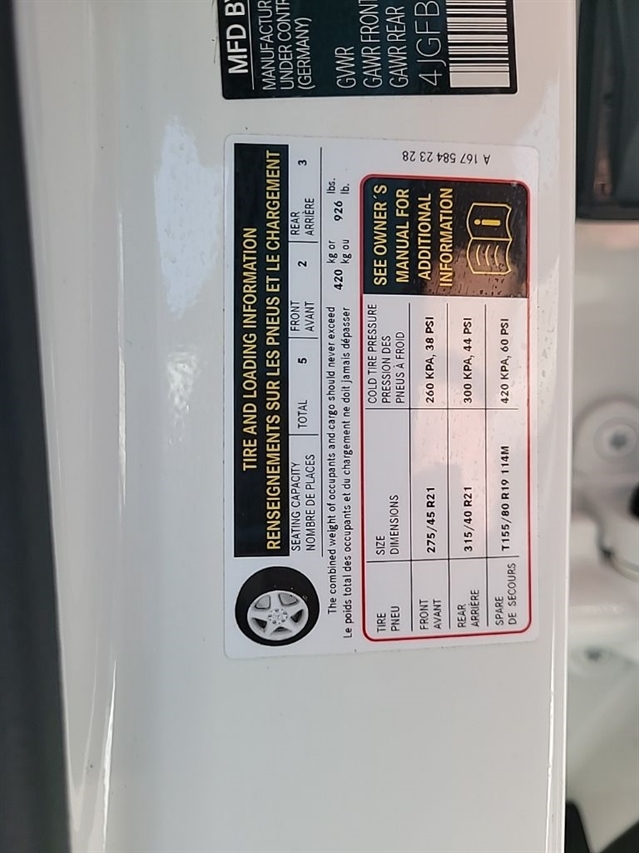 MFD BY
MANUFACTUR
UNDER CONTR
(GERMANY)
GVWR
GAWR FRONT
GAWR REAR
4JGFB
A 167 584 23 28
TIRE AND LOADING INFORMATION
RENSEIGNEMENTS SUR LES PNEUS ET LE CHARGEMENT
SEATING CAPACITY TOTAL 5 FRONT 2 REAR 3
NOMBRE DE PLACES AVANT ARRIÈRE
The combined weight of occupants and cargo should never exceed 420 kg or 926 lbs.
Le poids total des occupants et du chargement ne doit jamais dépasser kg ou lb.
TIRE SIZE COLD TIRE PRESSURE
PNEU DIMENSIONS PRESSION DES
PNEUS À FROID
FRONT 275/45 R21 260 KPA, 38 PSI
AVANT
REAR 315/40 R21 300 KPA, 44 PSI
ARRIÈRE
SPARE T155/80 R19 114M 420 KPA, 60 PSI
DE SECOURS
SEE OWNER´S
MANUAL FOR
ADDITIONAL
INFORMATION